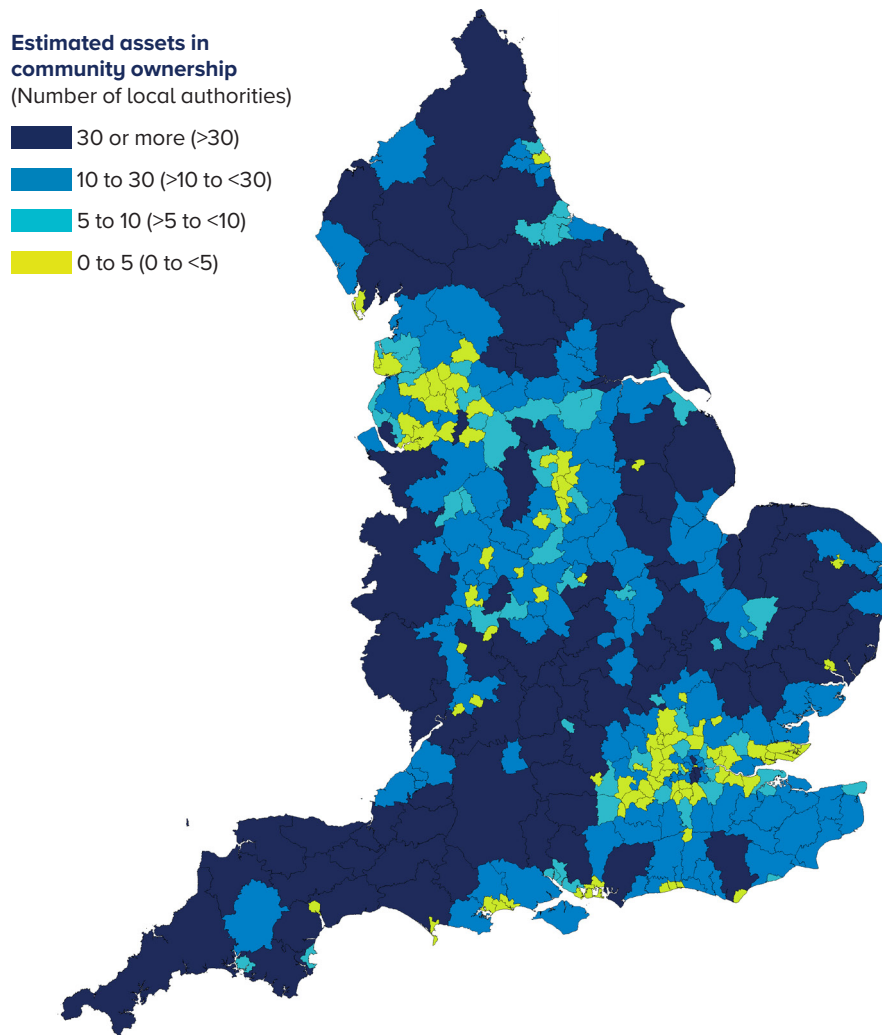 Estimated assets in
community ownership
(Number of local authorities)
30 or more (>30)
10 to 30 (>10 to <30)
5 to 10 (>5 to <10)
0 to 5 (0 to <5)